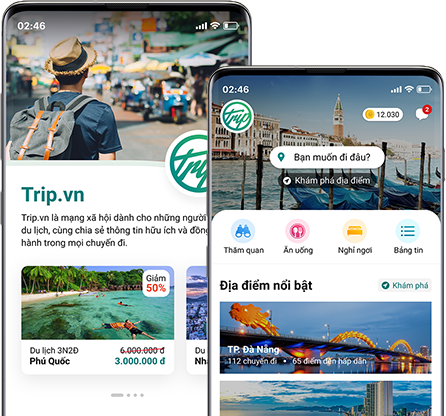 02:46
Trip
Trip.vn
Trip.vn là mạng xã hội dành cho những người
du lịch, cùng chia sẻ thông tin hữu ích và đồng
hành trong mọi chuyến đi.
Giảm
50%
Du lịch 3N2Đ
6.000.000 đ
Phú Quốc
3.000.000 đ
Du l
Nha
02:46
Trip
12.030
2
Bạn muốn đi đâu?
Khám phá địa điểm
Thăm quan
Ăn uống
Nghỉ ngơi
Bảng tin
Địa điểm nổi bật
Khám phá
TP. Đà Nẵng
112 chuyến đi • 65 điểm đến hấp dẫn